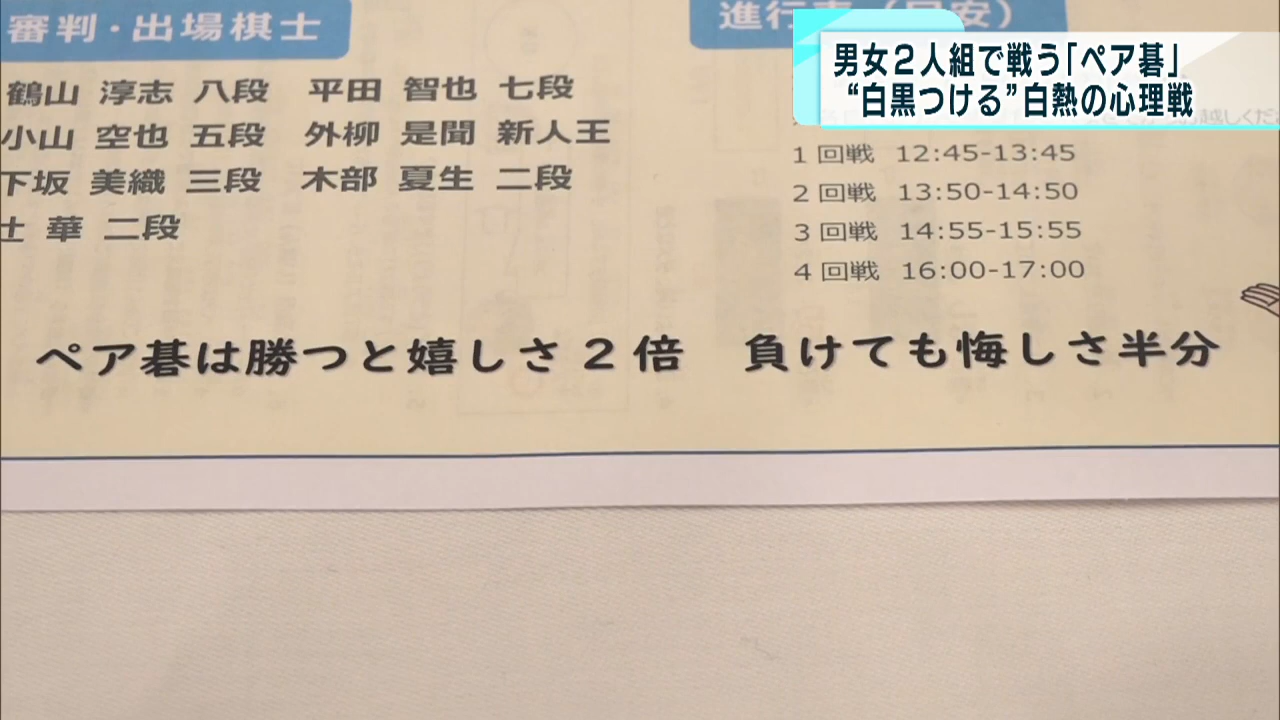 審判・出場棋士
鶴山 淳志 八段 平田 智也 七段
小山 空也 五段 外柳 是聞 新人王
下坂 美織 三段 木部 夏生 二段
華 二段
進行表(目安)
男女2人組で戦う「ペア碁」
“白黒つける”白熱の心理戦
1回戦 12:45-13:45
2回戦 13:50-14:50
3回戦 14:55-15:55
4回戦 16:00-17:00
ペア碁は勝つと嬉しさ2倍 負けても悔しさ半分